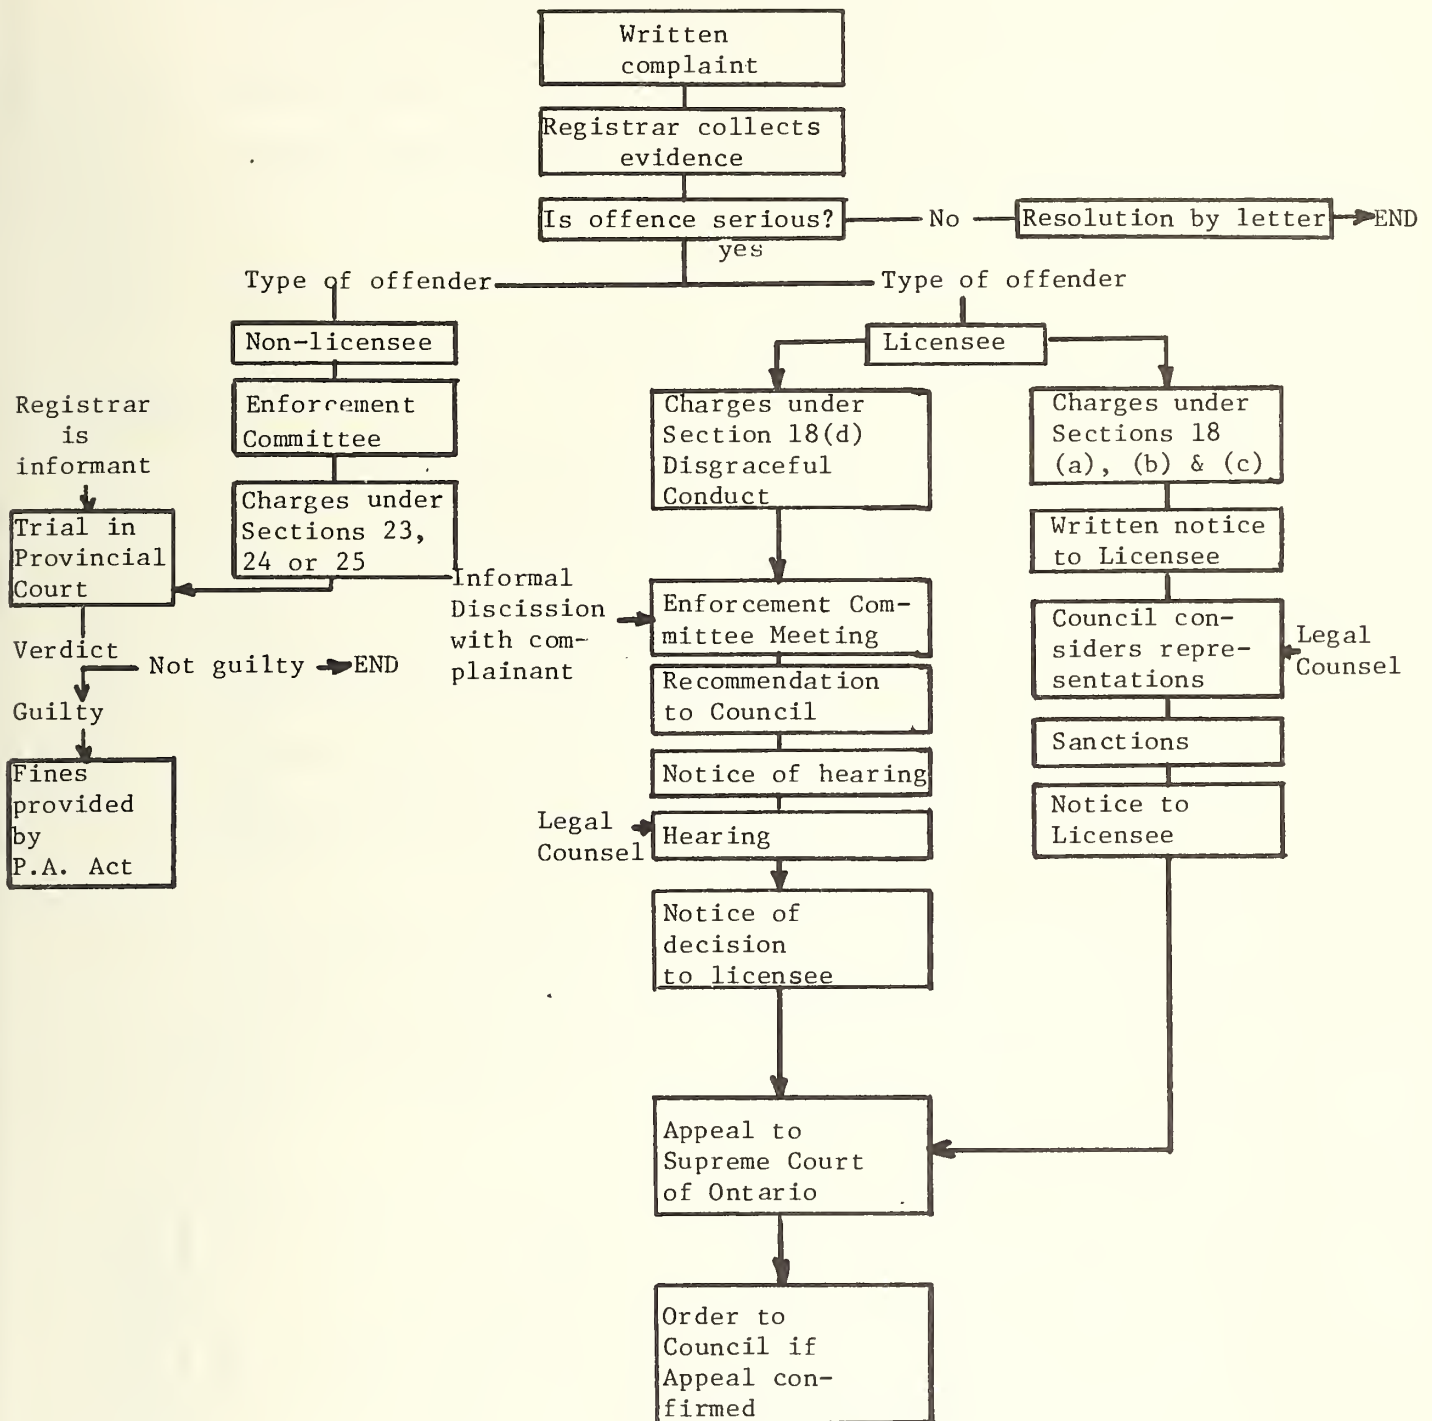 Written
complaint
Registrar collects
evidence
Is offence serious?
No
Resolution by letter
END
yes
Type of offender
Type of offender
Non-licensee
Enforcement
Committee
Charges under
Sections 23,
24 or 25
Registrar
is
informant
Trial in
Provincial
Court
Verdict
Not guilty
END
Guilty
Fines
provided
by
P.A. Act
Licensee
Charges under
Section 18(d)
Disgraceful
Conduct
Informal
Discission
with com-
plainant
Enforcement Com-
mittee Meeting
Recommendation
to Council
Notice of hearing
Legal
Counsel
Hearing
Notice of
decision
to licensee
Charges under
Sections 18
(a), (b) & (c)
Written notice
to Licensee
Council con-
siders repre-
sentations
Legal
Counsel
Sanctions
Notice to
Licensee
Appeal to
Supreme Court
of Ontario
Order to
Council if
Appeal con-
firmed